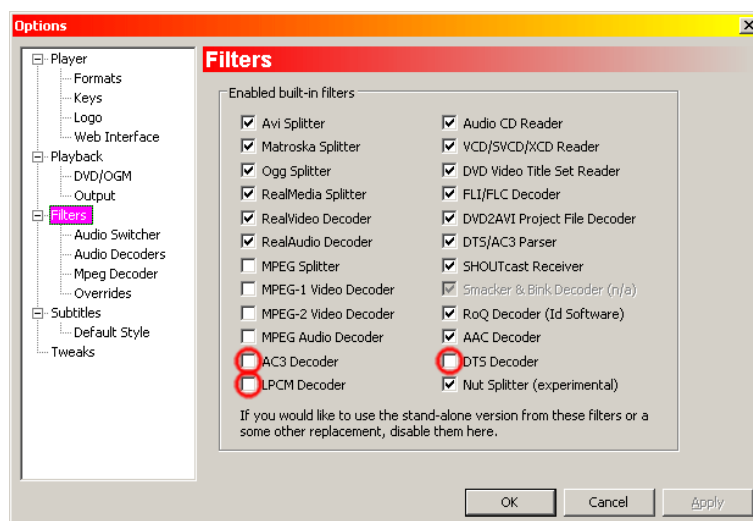 Options
Player
Formats
Keys
Logo
Web Interface
Playback
DVD/OGM
Output
Filters
Audio Switcher
Audio Decoders
Mpeg Decoder
Overrides
Subtitles
Default Style
Tweaks
Filters
Enabled built-in filters
Avi Splitter
Matroska Splitter
Ogg Splitter
RealMedia Splitter
RealVideo Decoder
RealAudio Decoder
MPEG Splitter
MPEG-1 Video Decoder
MPEG-2 Video Decoder
MPEG Audio Decoder
AC3 Decoder
LPCM Decoder
Audio CD Reader
VCD/SVCD/XCD Reader
DVD Video Title Set Reader
FLI/FLC Decoder
DVD2AVI Project File Decoder
DTS/AC3 Parser
SHOUTcast Receiver
Smacker & Bink Decoder (n/a)
RoQ Decoder (Id Software)
AAC Decoder
DTS Decoder
Nut Splitter (experimental)
If you would like to use the stand-alone version from these filters or a
some other replacement, disable them here.
OK
Cancel
Apply